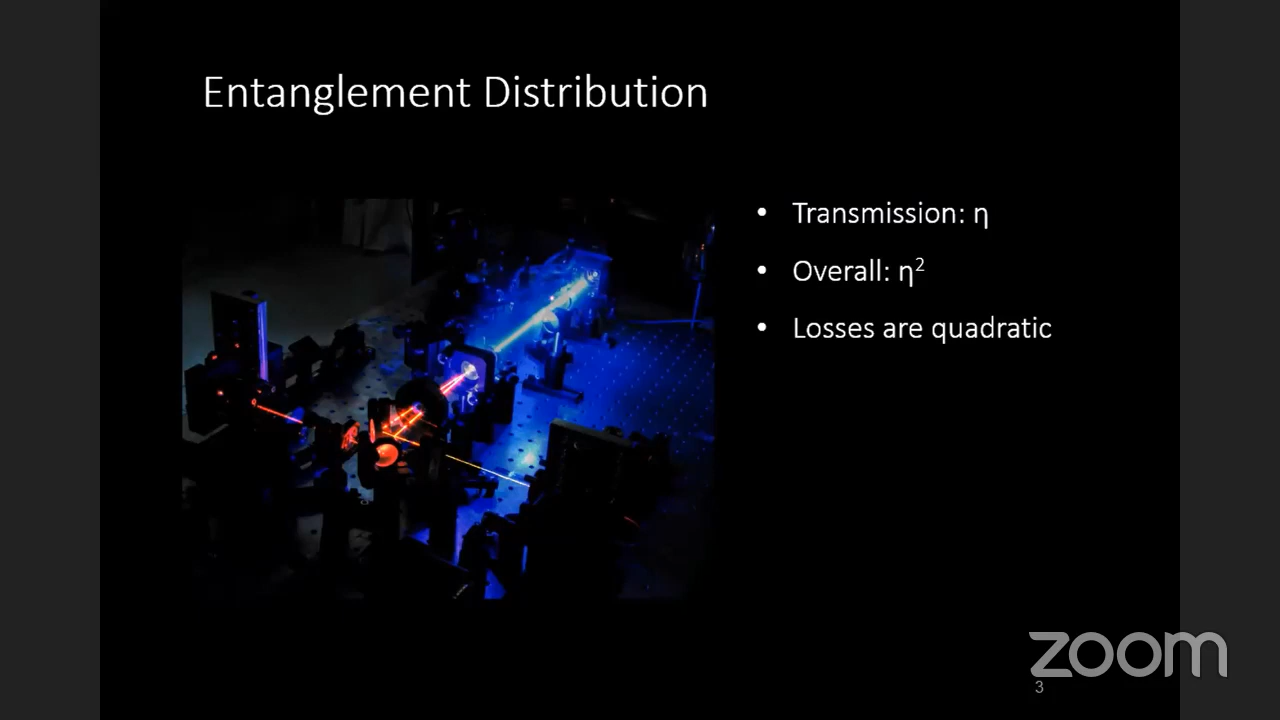 Entanglement Distribution
• Transmission: η
• Overall: η²
• Losses are quadratic
zoom
3